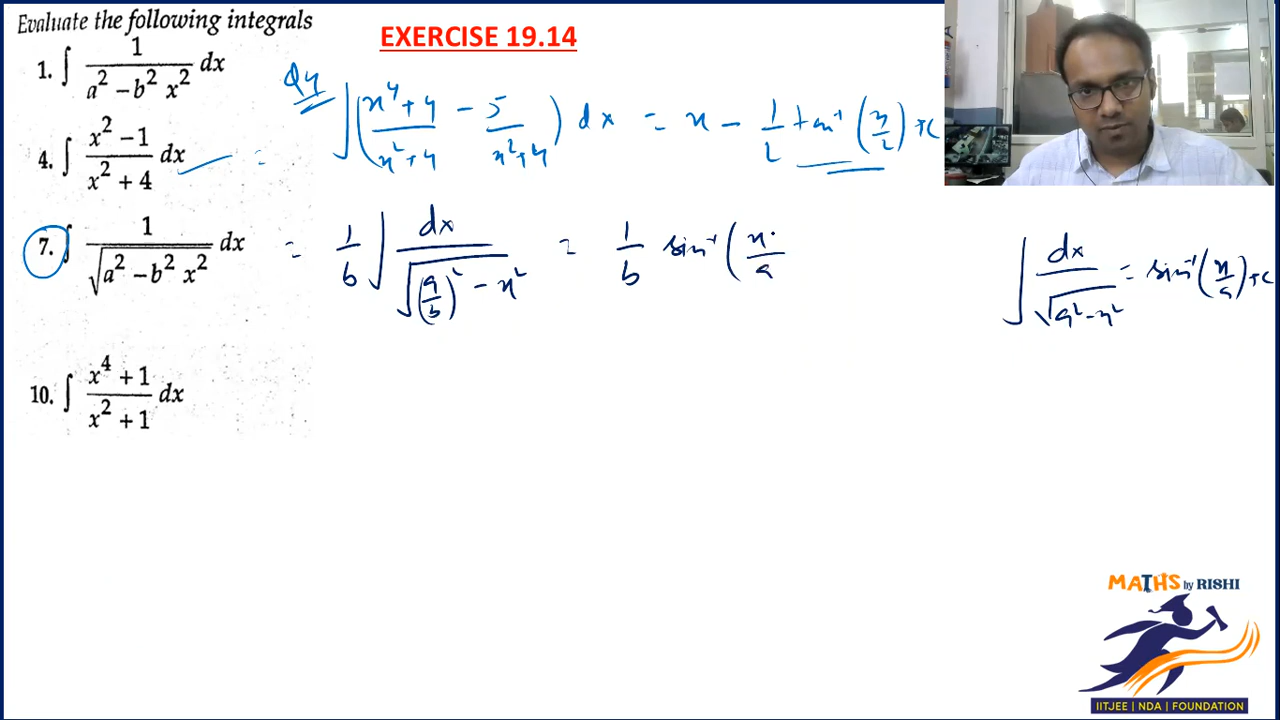 Evaluate the following integrals
EXERCISE 19.14
1. ∫ 1/(a² − b² x²) dx
Q4 ∫ ( (x⁴+4)/(x²+4) − 5/(x²+4) ) dx = x − 1/2 tan⁻¹ (x/2) + c
4. ∫ (x² − 1)/(x² + 4) dx =
7. ∫ 1/√(a² − b² x²) dx = 1/b ∫ dx/√((a/b)² − x²) = 1/b sin⁻¹ (x·/a
∫ dx/√(a² − x²) = sin⁻¹ (x/a) + c
10. ∫ (x⁴ + 1)/(x² + 1) dx
MATHS by RISHI
IITJEE | NDA | FOUNDATION